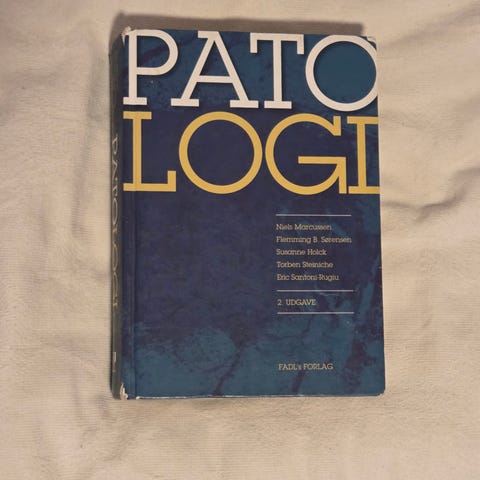 PATO
LOGI
Niels Marcussen
Flemming B. Sørensen
Susanne Holck
Torben Steiniche
Eric Santoni-Rugiu
2. UDGAVE
FADL's FORLAG
PATOLOGI